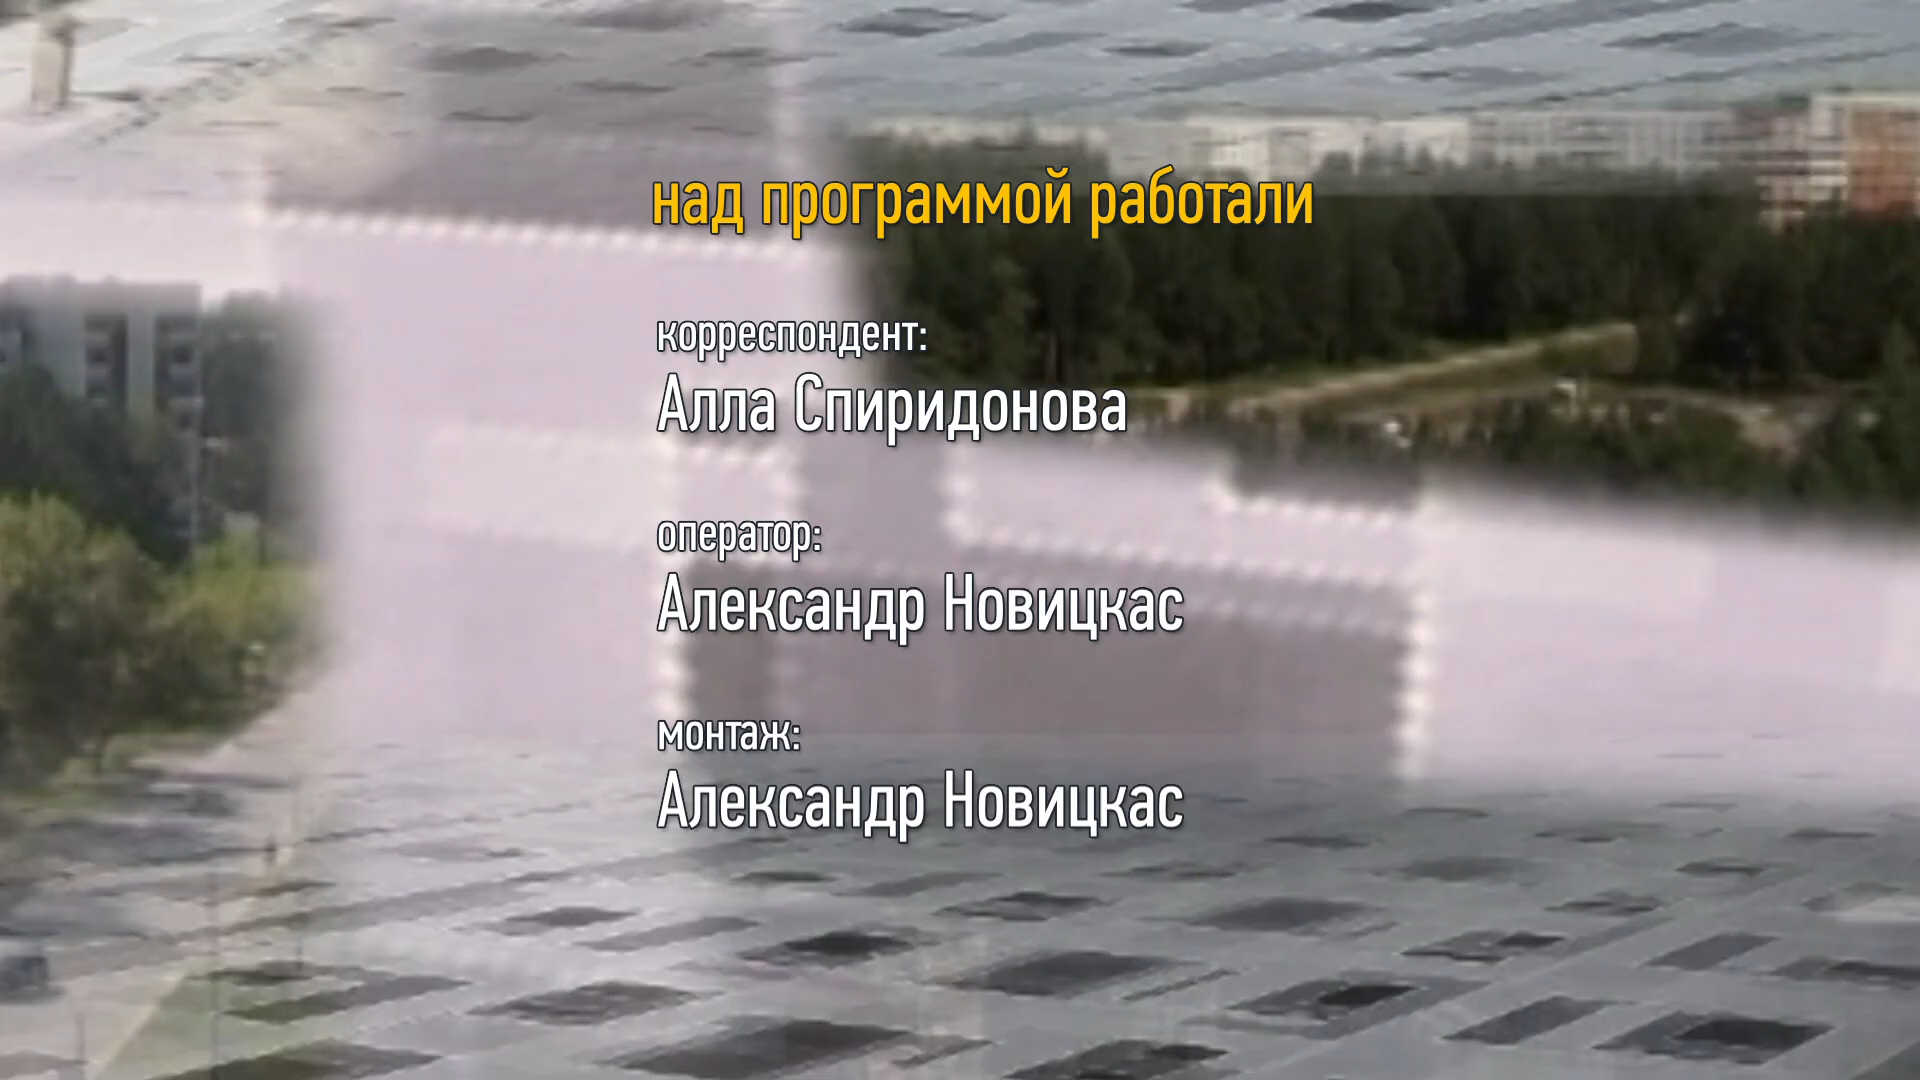 над программой работали
корреспондент:
Алла Спиридонова
оператор:
Александр Новицкас
монтаж:
Александр Новицкас